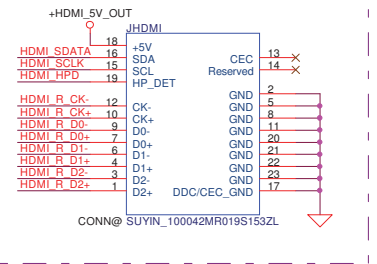 +HDMI_5V_OUT
JHDMI
18 +5V
HDMI_SDATA 16 SDA CEC 13
HDMI_SCLK 15 SCL Reserved 14
HDMI_HPD 19 HP_DET
GND 2
HDMI_R_CK- 12 CK- GND 5
HDMI_R_CK+ 10 CK+ GND 8
HDMI_R_D0- 9 D0- GND 11
HDMI_R_D0+ 7 D0+ GND 20
HDMI_R_D1- 6 D1- GND 21
HDMI_R_D1+ 4 D1+ GND 22
HDMI_R_D2- 3 D2- GND 23
HDMI_R_D2+ 1 D2+ DDC/CEC_GND 17
CONN@ SUYIN_100042MR019S153ZL